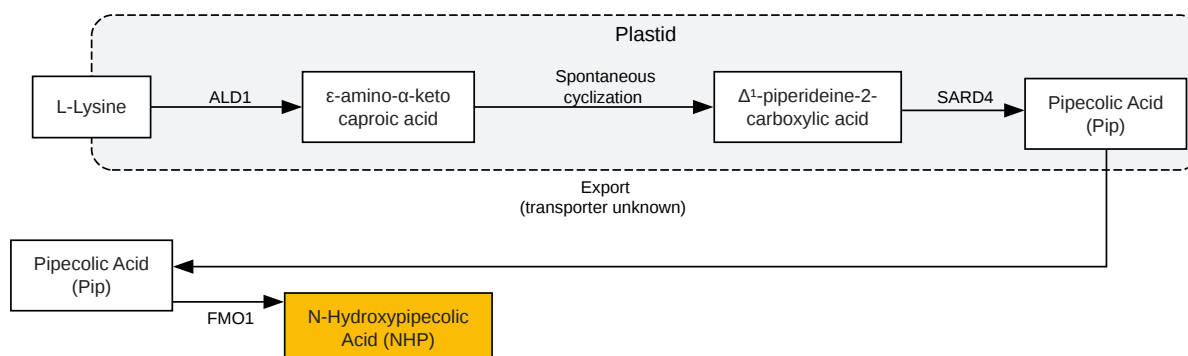 Plastid
L-Lysine
ALD1
ε-amino-α-keto
caproic acid
Spontaneous
cyclization
Δ¹-piperideine-2-
carboxylic acid
SARD4
Pipecolic Acid
(Pip)
Export
(transporter unknown)
Pipecolic Acid
(Pip)
FMO1
N-Hydroxypipecolic
Acid (NHP)